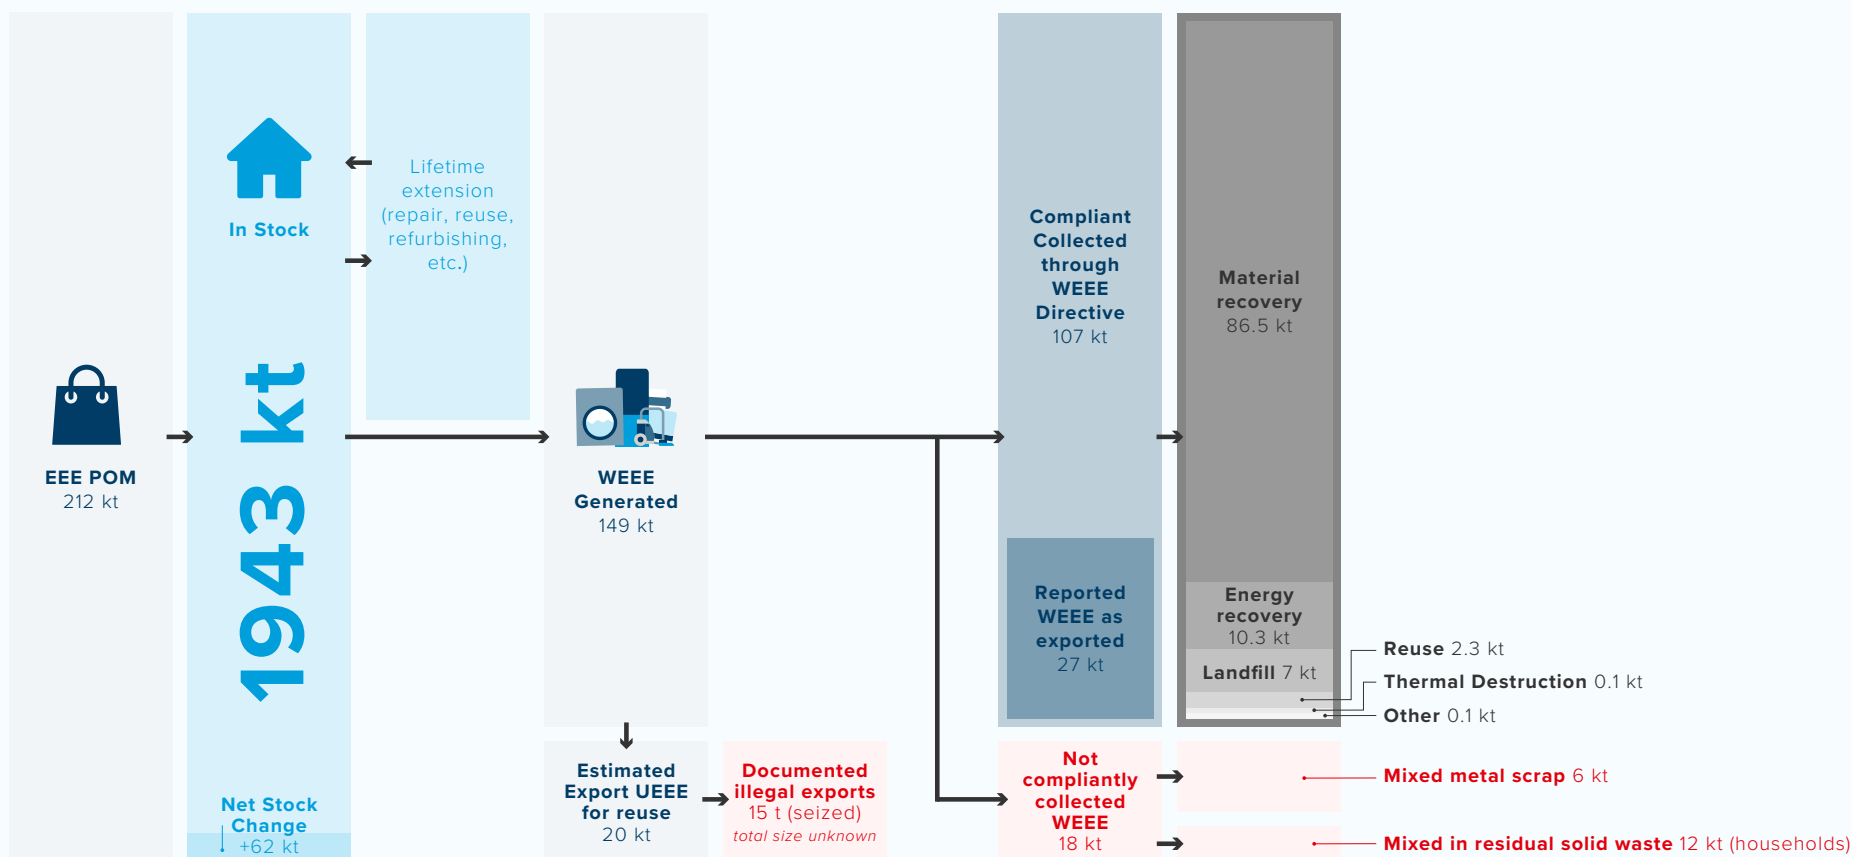 In Stock
1943 kt
Net Stock
Change
+62 kt
Lifetime
extension
(repair, reuse,
refurbishing,
etc.)
EEE POM
212 kt
WEEE
Generated
149 kt
Estimated
Export UEEE
for reuse
20 kt
Documented
illegal exports
15 t (seized)
total size unknown
Compliant
Collected
through
WEEE
Directive
107 kt
Reported
WEEE as
exported
27 kt
Not
compliantly
collected
WEEE
18 kt
Material
recovery
86.5 kt
Energy
recovery
10.3 kt
Landfill 7 kt
Reuse 2.3 kt
Thermal Destruction 0.1 kt
Other 0.1 kt
Mixed metal scrap 6 kt
Mixed in residual solid waste 12 kt (households)